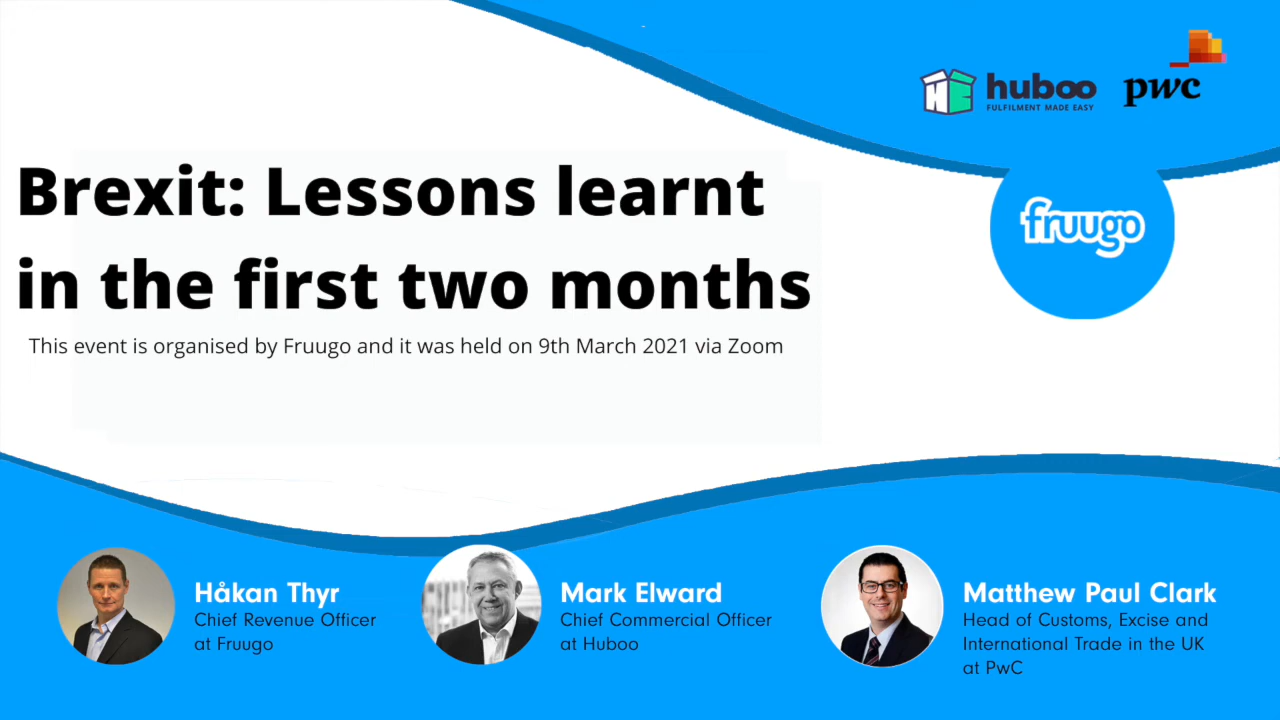 huboo
FULFILMENT MADE EASY
pwc
fruugo
Brexit: Lessons learnt
in the first two months
This event is organised by Fruugo and it was held on 9th March 2021 via Zoom
Håkan Thyr
Chief Revenue Officer
at Fruugo
Mark Elward
Chief Commercial Officer
at Huboo
Matthew Paul Clark
Head of Customs, Excise and
International Trade in the UK
at PwC